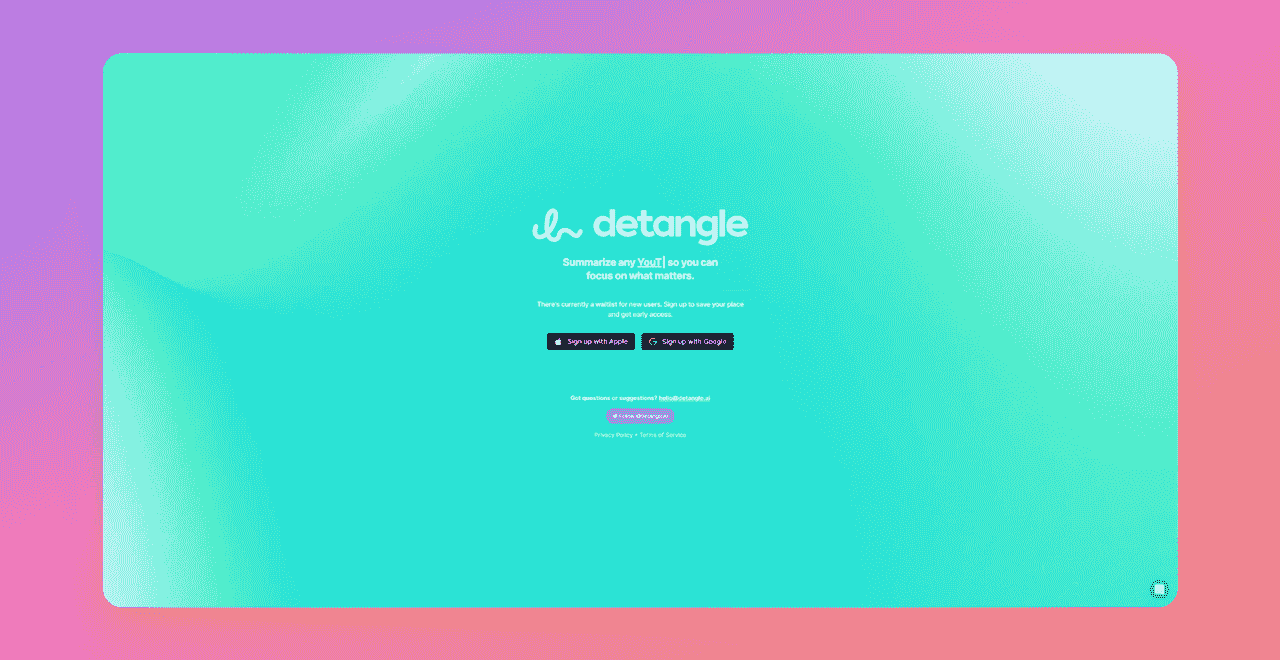 detangle
Summarize any YouT| so you can
focus on what matters.
There's currently a waitlist for new users. Sign up to save your place
and get early access.
Sign up with Apple
Sign up with Google
Got questions or suggestions? hello@detangle.ai
Privacy Policy • Terms of Service